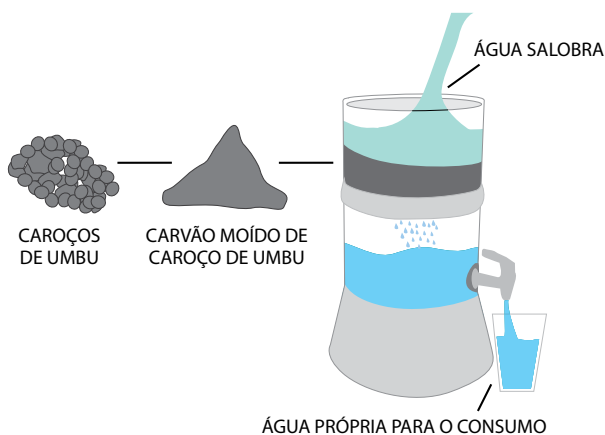 ÁGUA SALOBRA
CAROÇOS
DE UMBU
CARVÃO MOÍDO DE
CAROÇO DE UMBU
ÁGUA PRÓPRIA PARA O CONSUMO